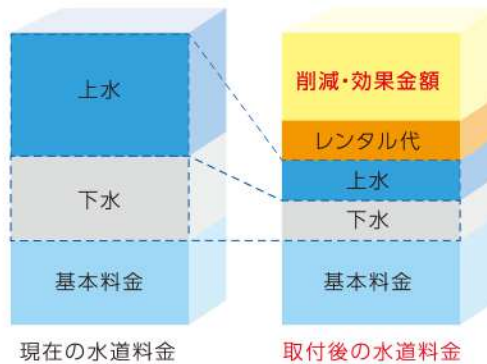 上水
下水
基本料金
現在の水道料金
削減・効果金額
レンタル代
上水
下水
基本料金
取付後の水道料金